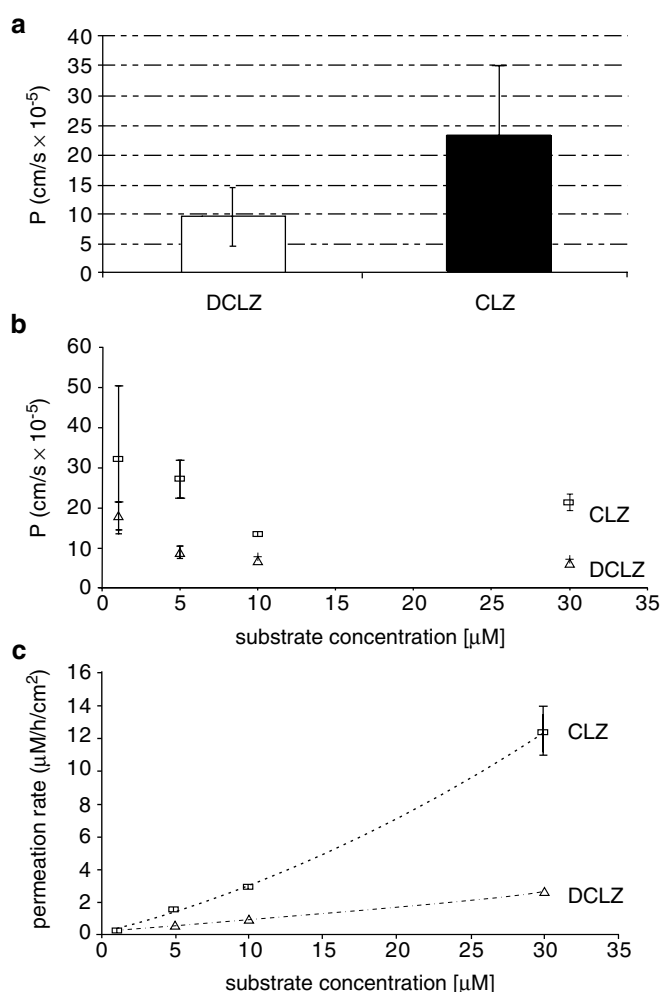 a
40
35
30
25
20
15
10
5
0
P (cm/s × 10-5)
DCLZ CLZ
b
60
50
40
30
20
10
0
P (cm/s × 10-5)
CLZ
DCLZ
0 5 10 15 20 25 30 35
substrate concentration [μM]
c
16
14
12
10
8
6
4
2
0
permeation rate (μM/h/cm2)
CLZ
DCLZ
0 5 10 15 20 25 30 35
substrate concentration [μM]